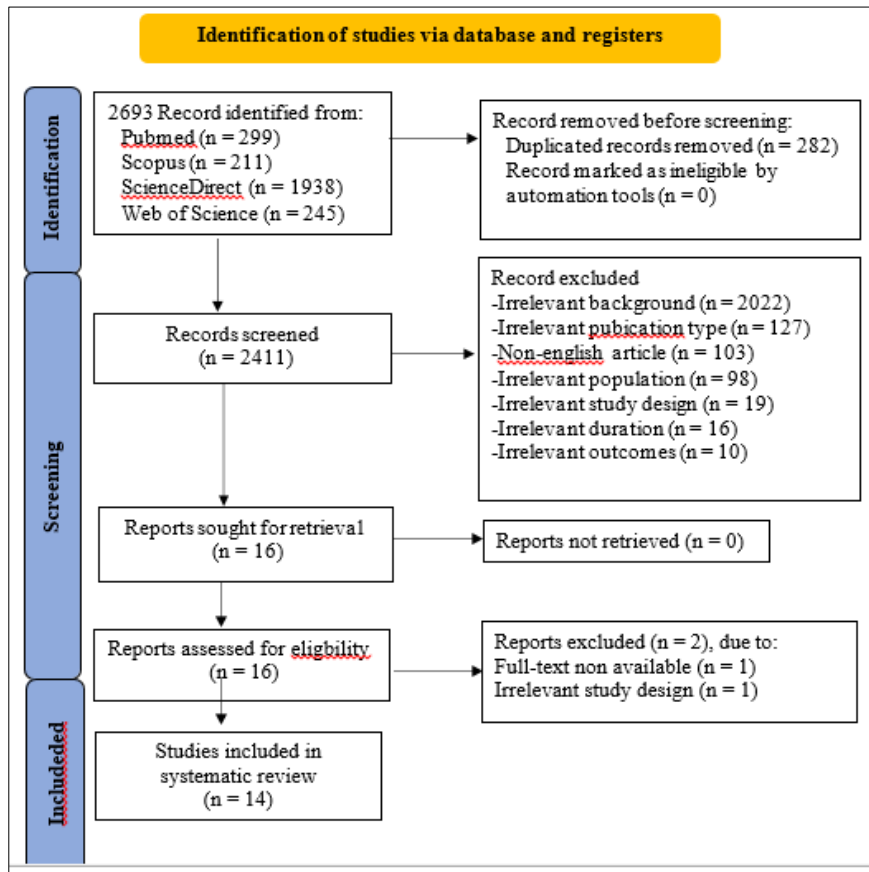 Identification of studies via database and registers
Identification
2693 Record identified from:
Pubmed (n = 299)
Scopus (n = 211)
ScienceDirect (n = 1938)
Web of Science (n = 245)
Record removed before screening:
Duplicated records removed (n = 282)
Record marked as ineligible by
automation tools (n = 0)
Screening
Records screened
(n = 2411)
Record excluded
-Irrelevant background (n = 2022)
-Irrelevant pubication type (n = 127)
-Non-english article (n = 103)
-Irrelevant population (n = 98)
-Irrelevant study design (n = 19)
-Irrelevant duration (n = 16)
-Irrelevant outcomes (n = 10)
Reports sought for retrieval
(n = 16)
Reports not retrieved (n = 0)
Reports assessed for eligbility
(n = 16)
Reports excluded (n = 2), due to:
Full-text non available (n = 1)
Irrelevant study design (n = 1)
Includeded
Studies included in
systematic review
(n = 14)